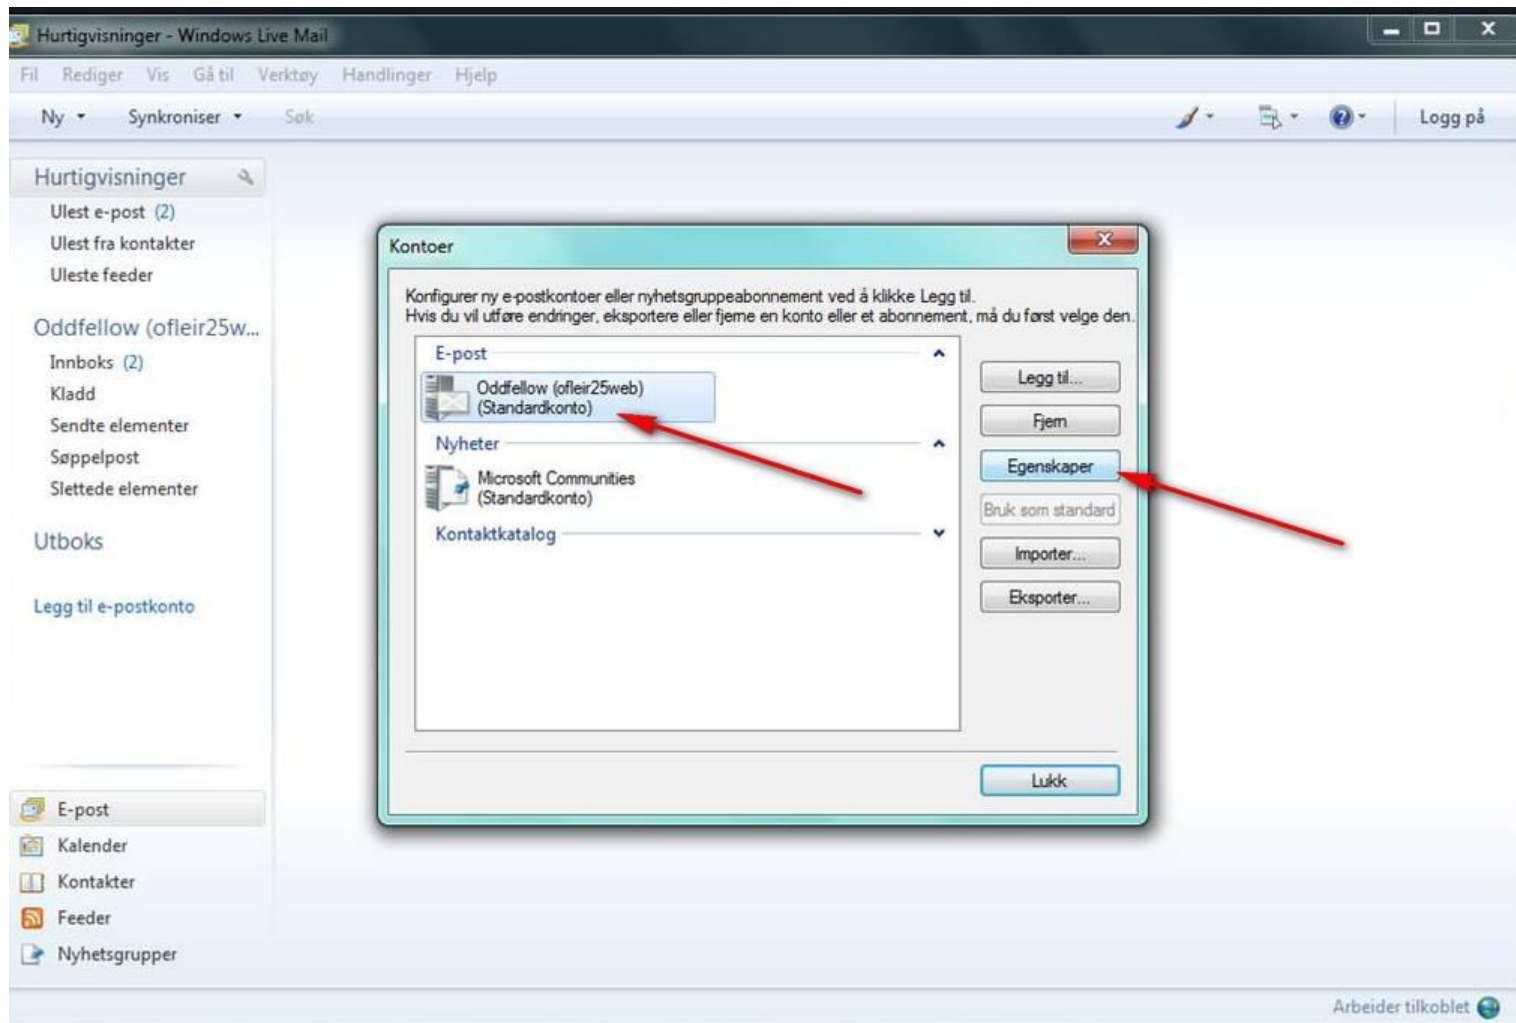 Hurtigvisninger - Windows Live Mail
Fil Rediger Vis Gå til Verktøy Handlinger Hjelp
Ny Synkroniser Søk Logg på
Hurtigvisninger
Ulest e-post (2)
Ulest fra kontakter
Uleste feeder
Oddfellow (ofleir25w...
Innboks (2)
Kladd
Sendte elementer
Søppelpost
Slettede elementer
Utboks
Legg til e-postkonto
E-post
Kalender
Kontakter
Feeder
Nyhetsgrupper
Kontoer
Konfigurer ny e-postkontoer eller nyhetsgruppeabonnement ved å klikke Legg til.
Hvis du vil utføre endringer, eksportere eller fjerne en konto eller et abonnement, må du først velge den.
E-post
Oddfellow (ofleir25web)
(Standardkonto)
Nyheter
Microsoft Communities
(Standardkonto)
Kontaktkatalog
Legg til...
Fjern
Egenskaper
Bruk som standard
Importer...
Eksporter...
Lukk
Arbeider tilkoblet